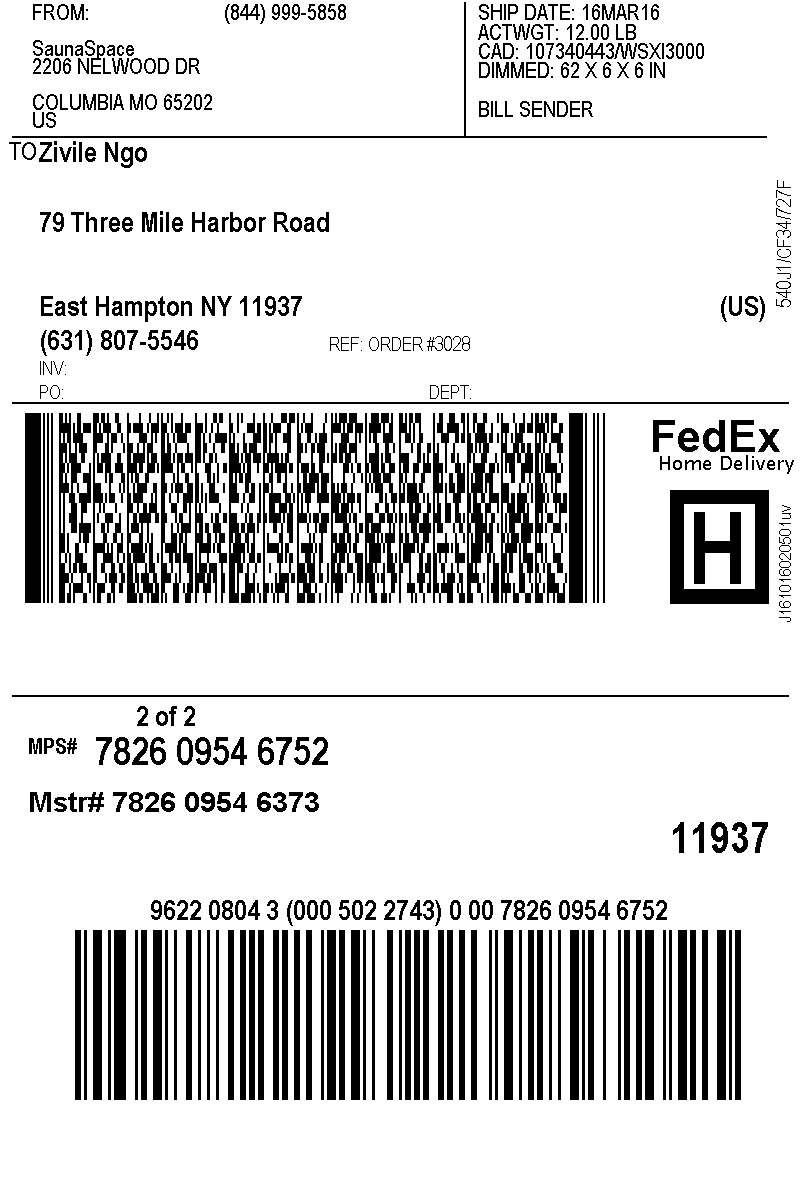 FROM: (844) 999-5858
SaunaSpace
2206 NELWOOD DR
COLUMBIA MO 65202
US
SHIP DATE: 16MAR16
ACTWGT: 12.00 LB
CAD: 107340443/WSXI3000
DIMMED: 62 X 6 X 6 IN
BILL SENDER
TO Zivile Ngo
79 Three Mile Harbor Road
East Hampton NY 11937 (US)
(631) 807-5546 REF: ORDER #3028
INV:
PO: DEPT:
540J1/CF34/727F
FedEx
Home Delivery
H
J161016020501uv
2 of 2
MPS# 7826 0954 6752
Mstr# 7826 0954 6373
11937
9622 0804 3 (000 502 2743) 0 00 7826 0954 6752